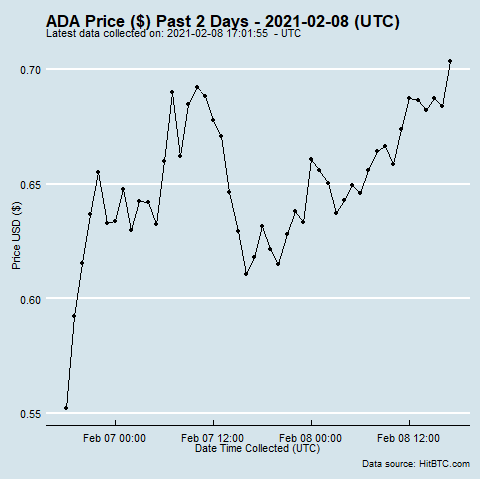 ADA Price ($) Past 2 Days - 2021-02-08 (UTC)
Latest data collected on: 2021-02-08 17:01:55 - UTC
0.70
0.65
0.60
0.55
Price USD ($)
Feb 07 00:00 Feb 07 12:00 Feb 08 00:00 Feb 08 12:00
Date Time Collected (UTC)
Data source: HitBTC.com